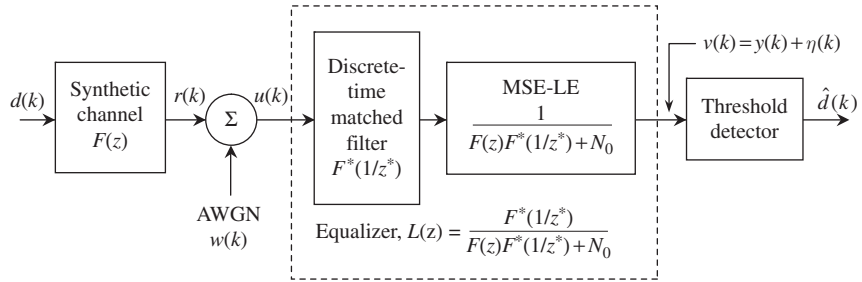 d(k)
Synthetic
channel
F(z)
r(k)
Σ
u(k)
AWGN
w(k)
Discrete-
time
matched
filter
F*(1/z*)
MSE-LE
1
F(z)F*(1/z*)+N₀
Equalizer, L(z) = F*(1/z*)
F(z)F*(1/z*)+N₀
v(k) = y(k) + η(k)
Threshold
detector
d̂(k)